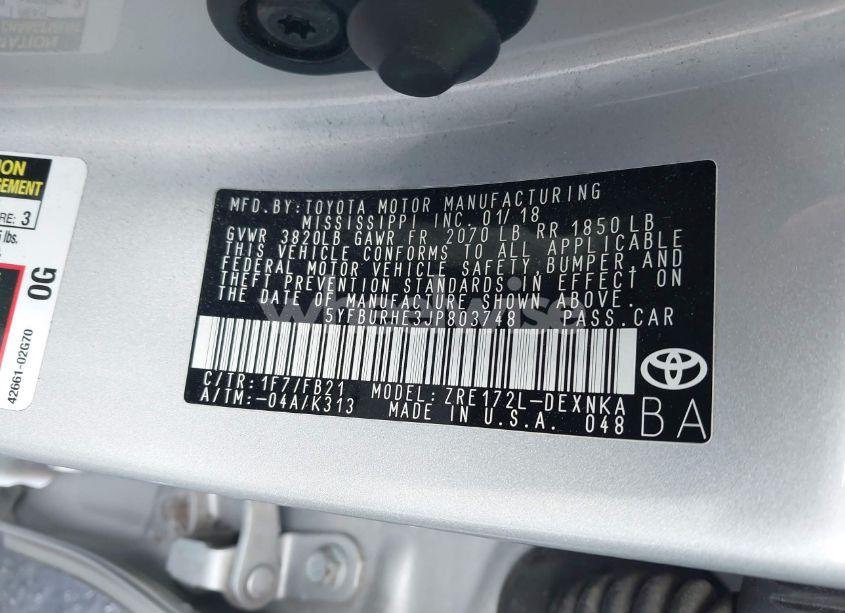 MFD. BY: TOYOTA MOTOR MANUFACTURING
MISSISSIPPI INC. 01/18
GVWR 3820LB GAWR FR 2070 LB RR 1850 LB
THIS VEHICLE CONFORMS TO ALL APPLICABLE
FEDERAL MOTOR VEHICLE SAFETY, BUMPER, AND
THEFT PREVENTION STANDARDS IN EFFECT ON
THE DATE OF MANUFACTURE SHOWN ABOVE.
5YFBURHE3JP803748 PASS. CAR
C/TR: 1F7/FB21 MODEL: ZRE172L-DEXNKA
A/TM: -04A/K313 MADE IN U.S.A. 048
BA
3
lbs.
0G
42661-02G70